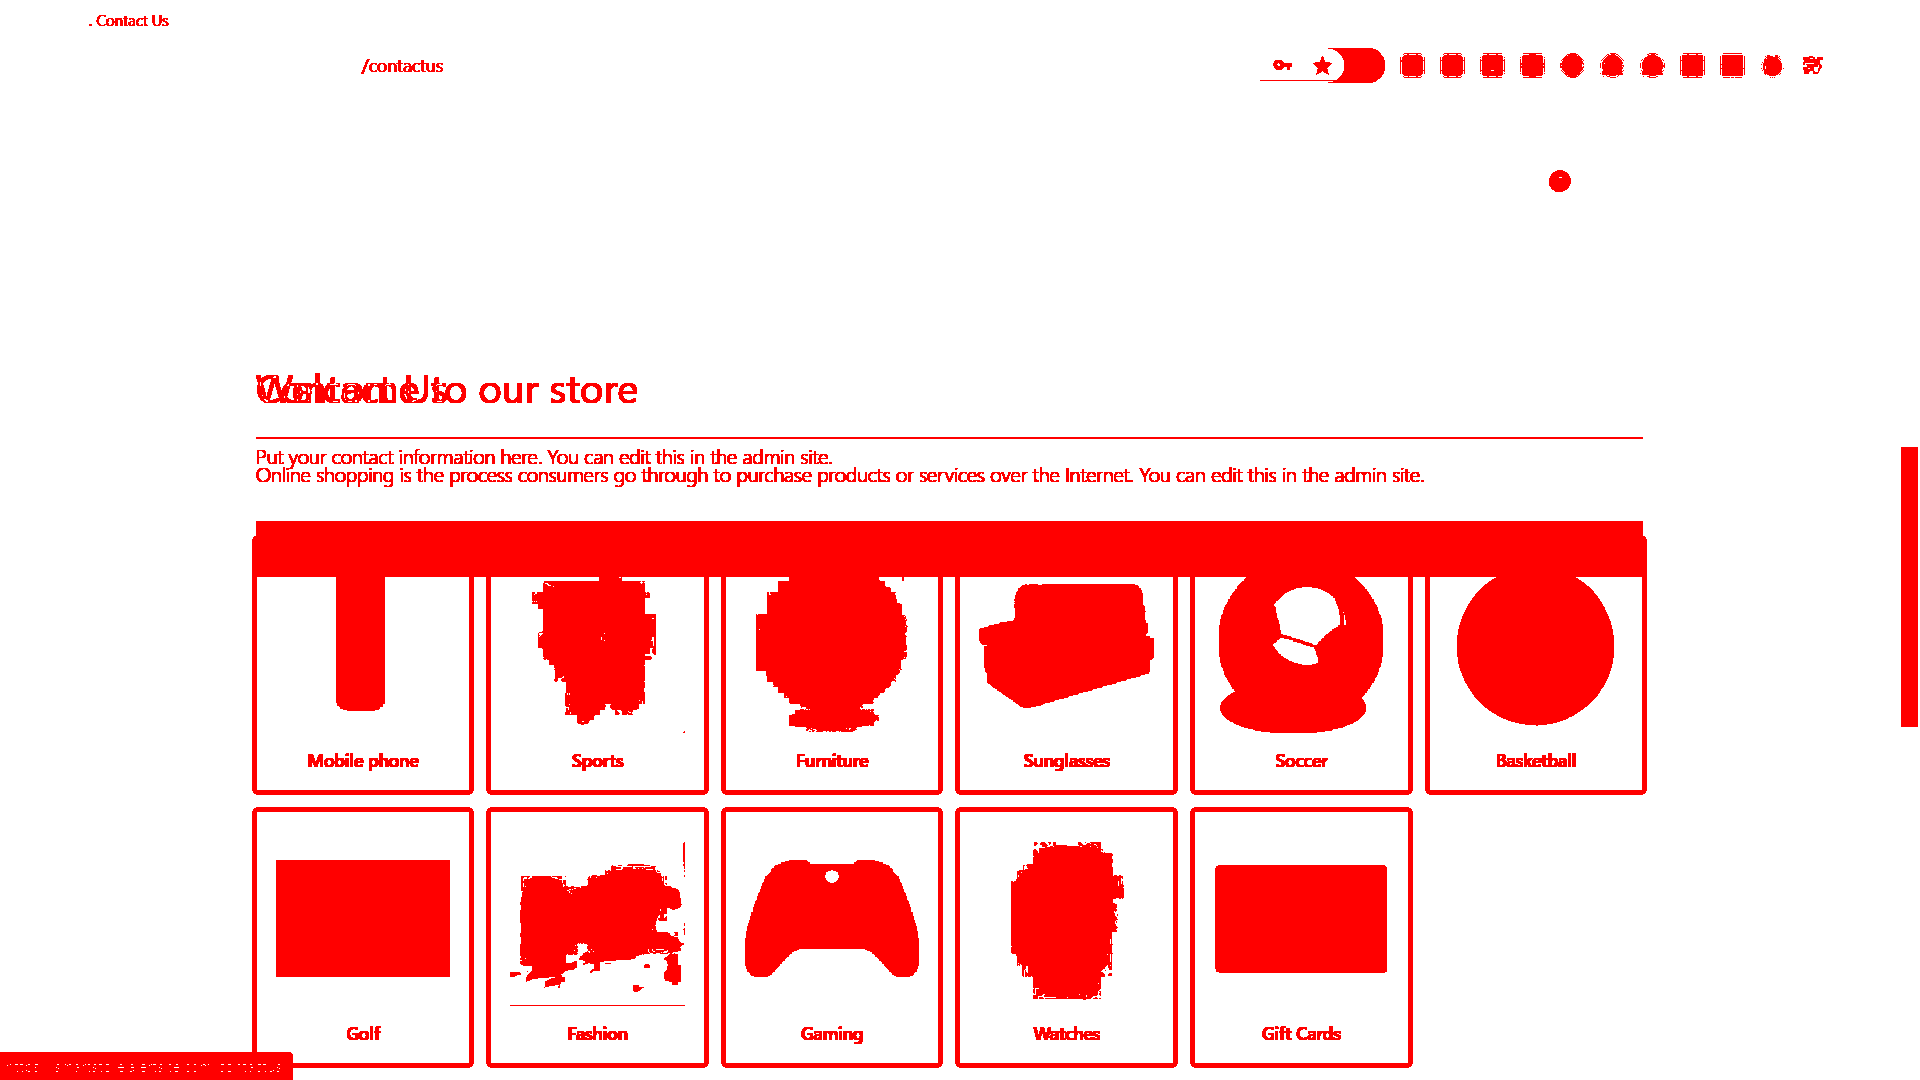 . Contact Us
/contactus
Welcome to our store
Put your contact information here. You can edit this in the admin site.
Online shopping is the process consumers go through to purchase products or services over the Internet. You can edit this in the admin site.
Mobile phone
Sports
Furniture
Sunglasses
Soccer
Basketball
Golf
Fashion
Gaming
Watches
Gift Cards